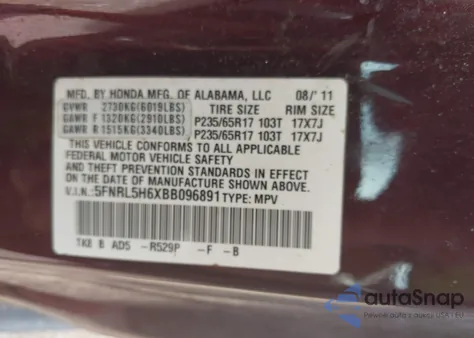 MFD. BY HONDA MFG. OF ALABAMA, LLC 08/'11
GVWR 2730KG(6019LBS) TIRE SIZE RIM SIZE
GAWR F 1320KG(2910LBS) P235/65R17 103T 17X7J
GAWR R 1515KG(3340LBS) P235/65R17 103T 17X7J
THIS VEHICLE CONFORMS TO ALL APPLICABLE
FEDERAL MOTOR VEHICLE SAFETY
AND THEFT PREVENTION STANDARDS IN EFFECT ON
THE DATE OF MANUFACTURE SHOWN ABOVE.
V.I.N.:5FNRL5H6XBB096891 TYPE: MPV
TKE B AD5 -R529P -F -B
autaSnap